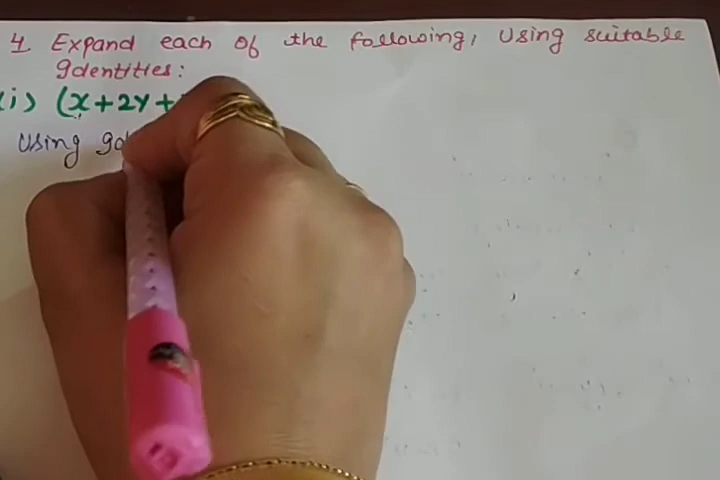 4 Expand each of the following, Using suitable
Identities:
(i) (x+2y+
Using